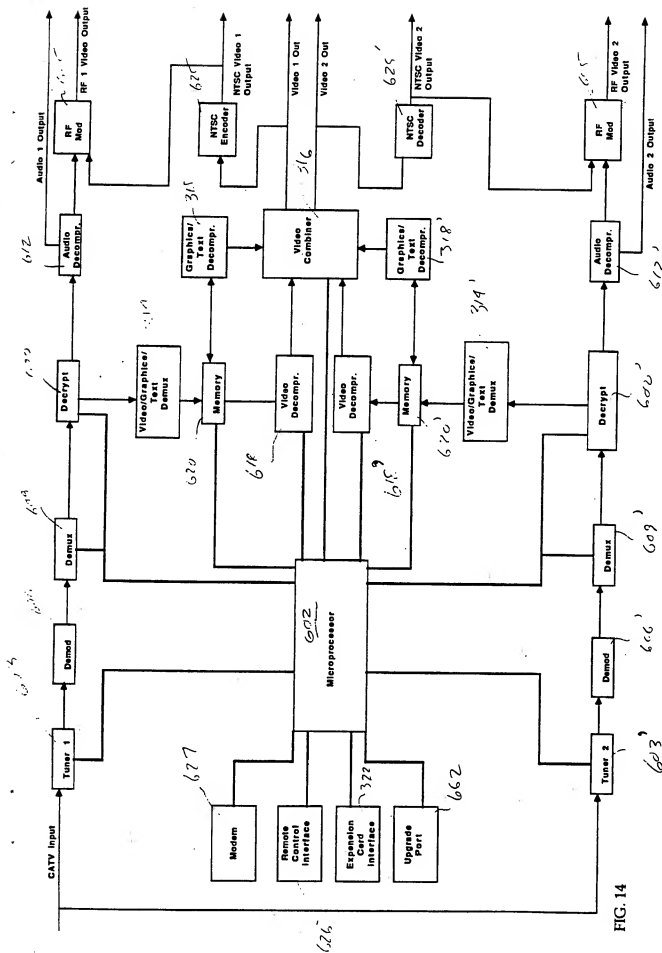 CATV Input
Tuner 1
Demod
Demux
Decrypt
Audio
Decompr.
612
RF
Mod
Audio 1 Output
RF 1 Video Output
Video/Graphics/
Text Demux
Memory
620
Graphics/
Text
Decompr.
Video
Decompr.
618
NTSC
Encoder
625
NTSC Video 1
Output
Video
Combiner
316
Video 1 Out
Video 2 Out
Modem
627
Remote
Control
Interface
Expension
Card
Interface
322
Upgrade
Port
662
602
Microprocessor
Video
Decompr.
618'
Memory
620'
Graphics/
Text
Decompr.
318'
NTSC
Decoder
625'
NTSC Video 2
Output
Video/Graphics/
Text Demux
314'
Tuner 2
603'
Demod
606'
Demux
609'
Decrypt
602'
Audio
Decompr.
612'
RF
Mod
RF Video 2
Output
Audio 2 Output
FIG. 14